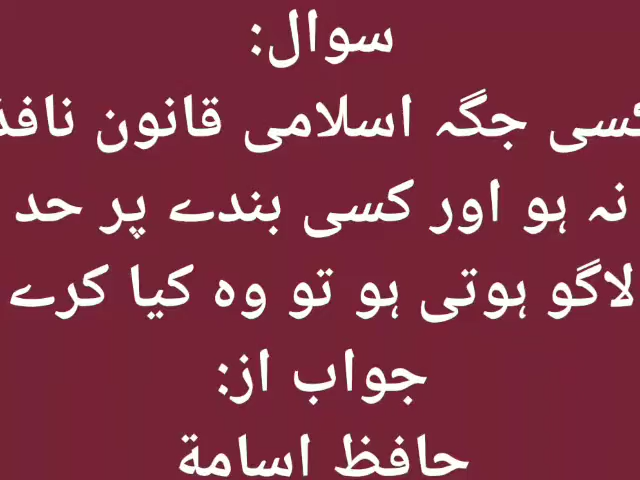 سوال:
کسی جگہ اسلامی قانون نافذ
نہ ہو اور کسی بندے پر حد
لاگو ہوتی ہو تو وہ کیا کرے
جواب از:
حافظ اسامة